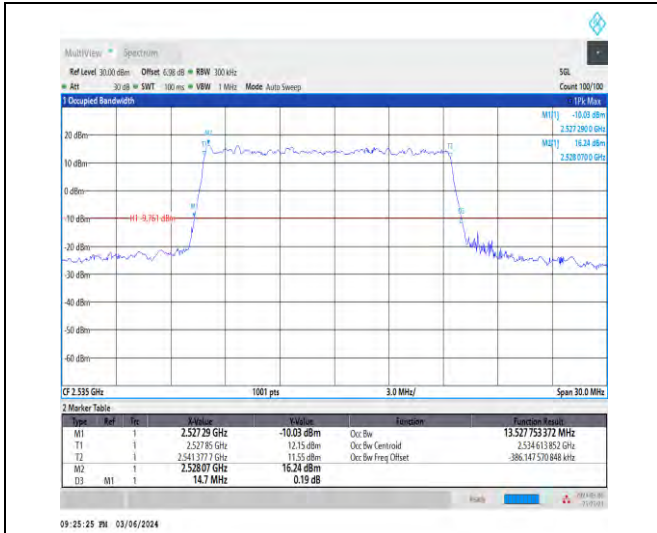 MultiView Spectrum
Ref Level 30.00 dBm Offset 6.98 dB RBW 300 kHz SGL
Att 30 dB SWT 100 ms VBW 1 MHz Mode Auto Sweep Count 100/100
1 Occupied Bandwidth 1Pk Max
M1[1] -10.03 dBm
2.527 290 0 GHz
20 dBm M2[1] 16.24 dBm
2.528 070 0 GHz
M2
T1 T2
10 dBm
0 dBm
M1 D3
-10 dBm H1 -9.761 dBm
-20 dBm
-30 dBm
-40 dBm
-50 dBm
-60 dBm
CF 2.535 GHz 1001 pts 3.0 MHz/ Span 30.0 MHz
2 Marker Table
Type Ref Trc X-Value Y-Value Function Function Result
M1 1 2.527 29 GHz -10.03 dBm Occ Bw 13.527 753 372 MHz
T1 1 2.527 85 GHz 12.15 dBm Occ Bw Centroid 2.534 613 852 GHz
T2 1 2.541 377 7 GHz 11.55 dBm Occ Bw Freq Offset -386.147 570 848 kHz
M2 1 2.528 07 GHz 16.24 dBm
D3 M1 1 14.7 MHz 0.19 dB
Ready
09:25:25 PM 03/06/2024